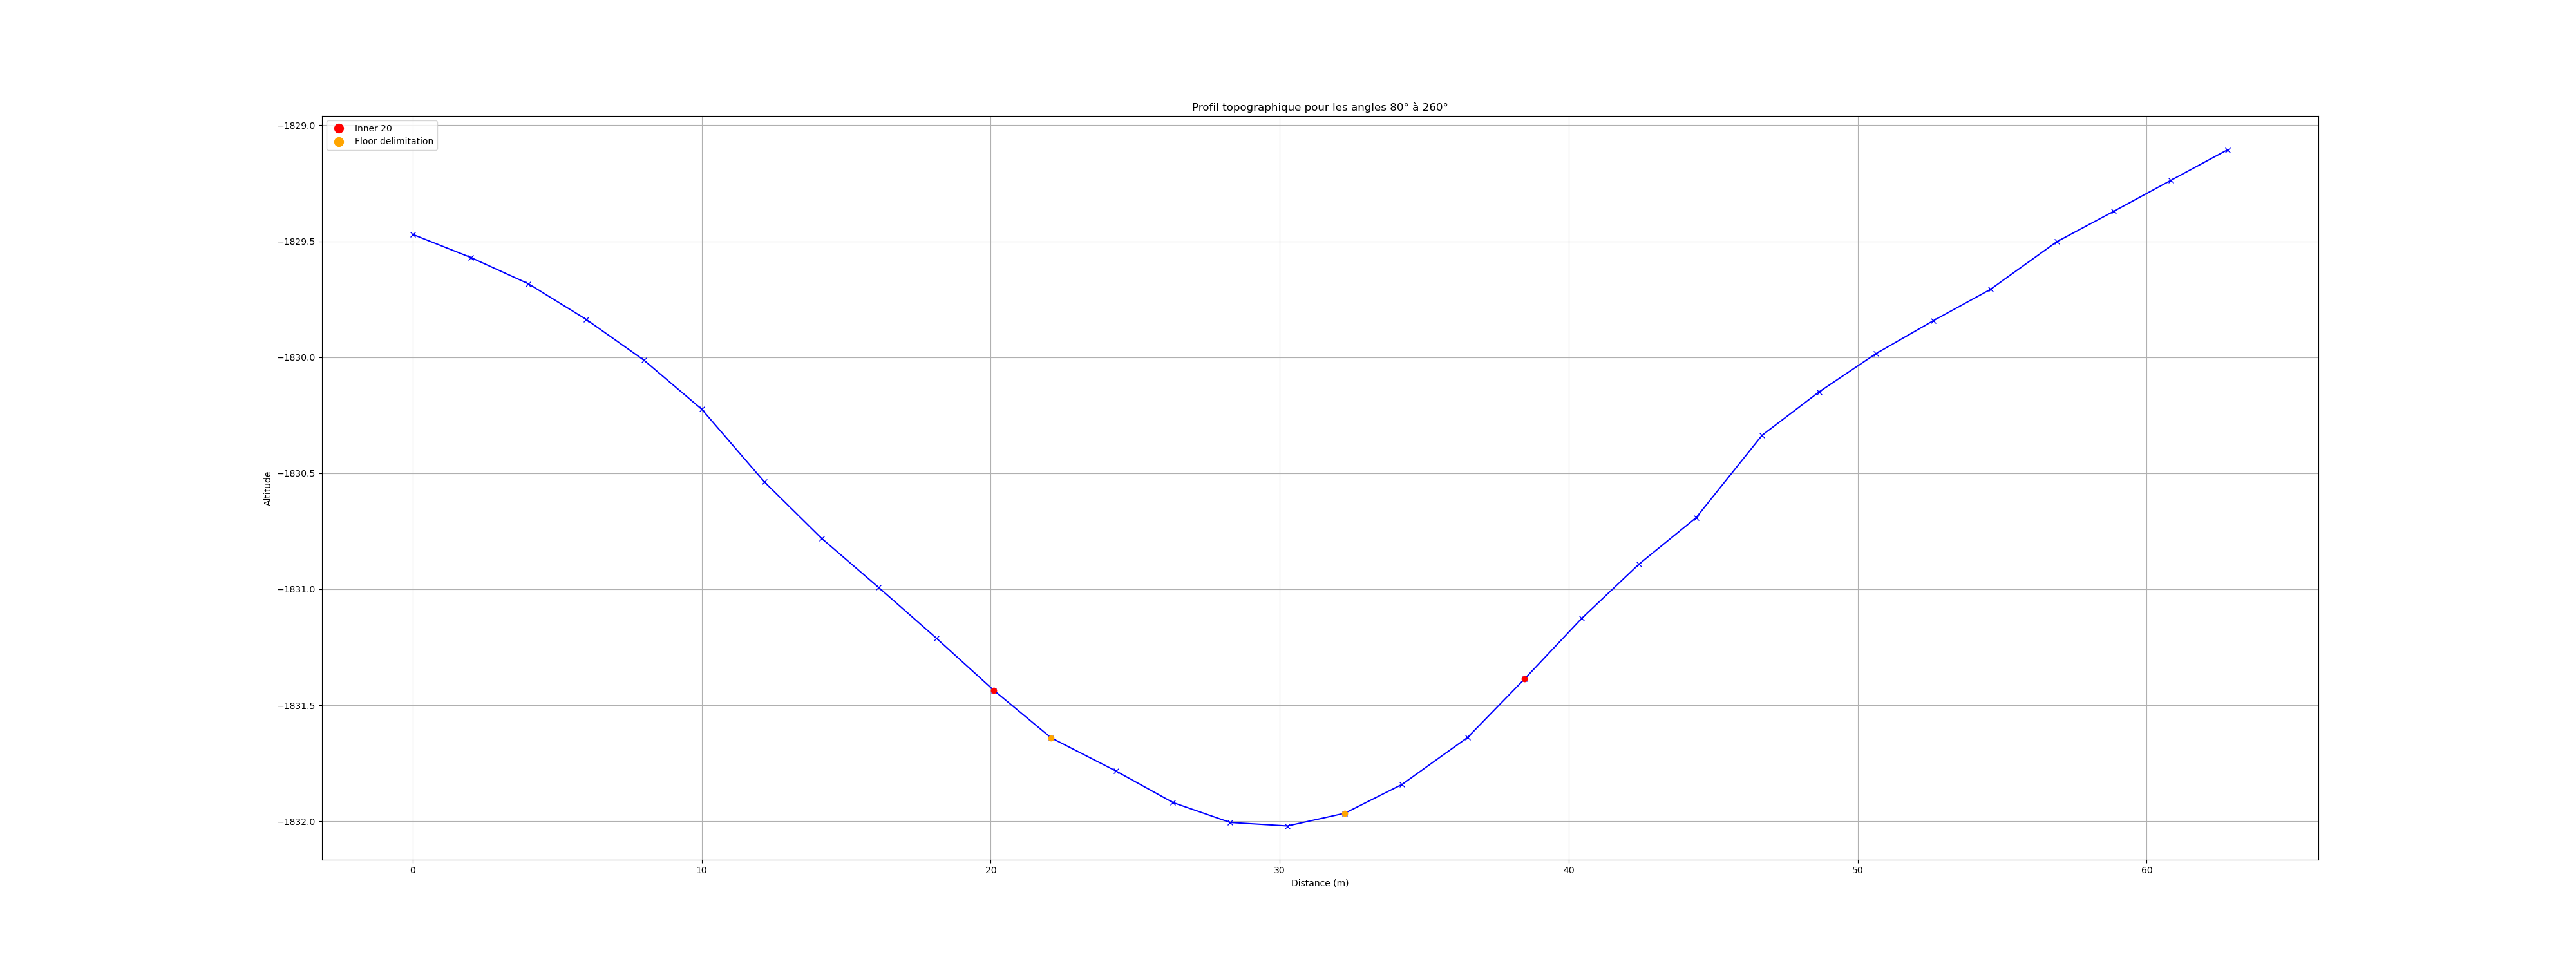 Profil topographique pour les angles 80° à 260°
Inner 20
Floor delimitation
Altitude
−1829.0
−1829.5
−1830.0
−1830.5
−1831.0
−1831.5
−1832.0
0 10 20 30 40 50 60
Distance (m)